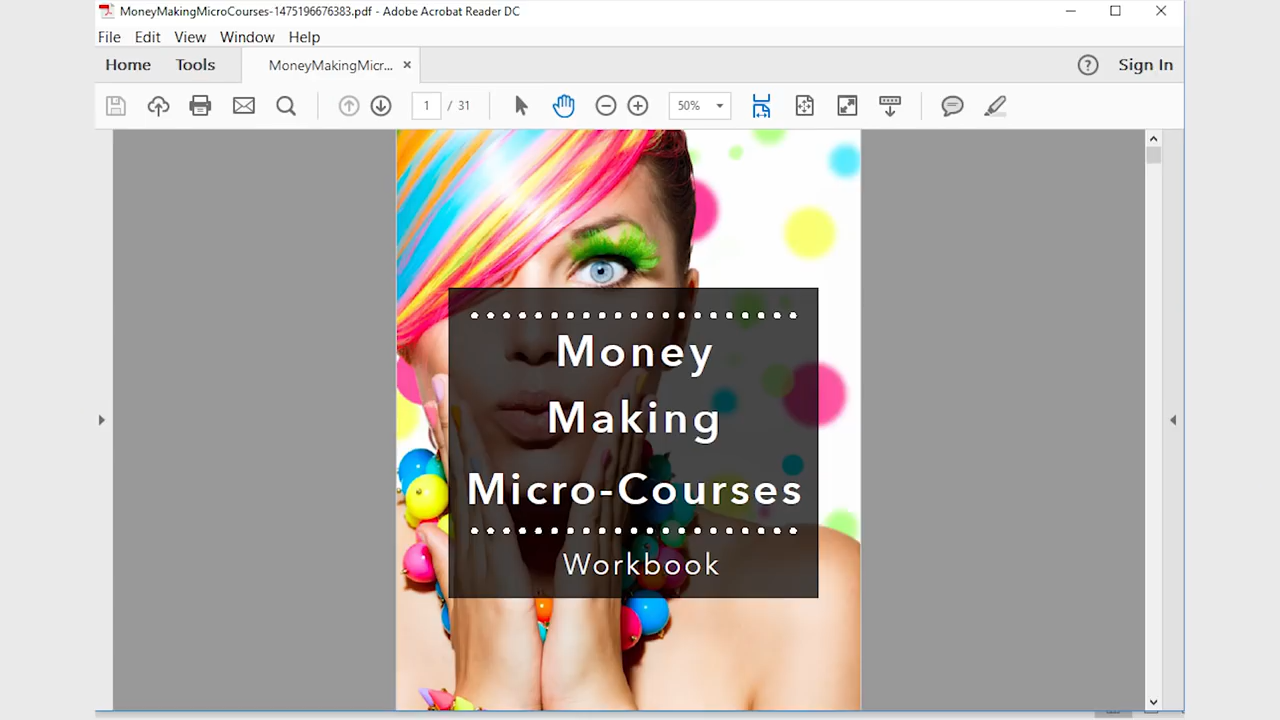 MoneyMakingMicroCourses-1475196676383.pdf - Adobe Acrobat Reader DC
File Edit View Window Help
Home Tools MoneyMakingMicr... Sign In
1 / 31 50%
Money
Making
Micro-Courses
Workbook